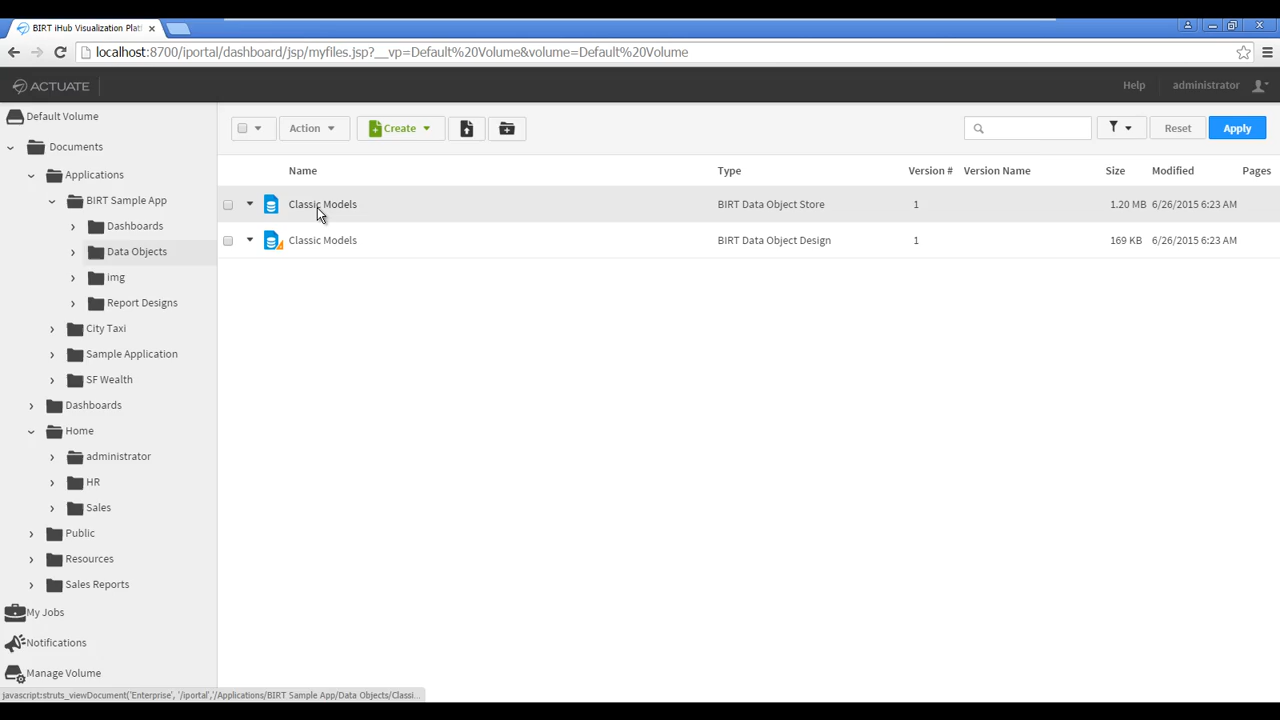 BIRT iHub Visualization Platf
localhost:8700/iportal/dashboard/jsp/myfiles.jsp?__vp=Default%20Volume&volume=Default%20Volume
ACTUATE
Help
administrator
Default Volume
Documents
Applications
BIRT Sample App
Dashboards
Data Objects
img
Report Designs
City Taxi
Sample Application
SF Wealth
Dashboards
Home
administrator
HR
Sales
Public
Resources
Sales Reports
My Jobs
Notifications
Manage Volume
Action
Create
Reset
Apply
Name Type Version # Version Name Size Modified Pages
Classic Models BIRT Data Object Store 1 1.20 MB 6/26/2015 6:23 AM
Classic Models BIRT Data Object Design 1 169 KB 6/26/2015 6:23 AM
javascript:struts_viewDocument('Enterprise', '/iportal','/Applications/BIRT Sample App/Data Objects/Classi...